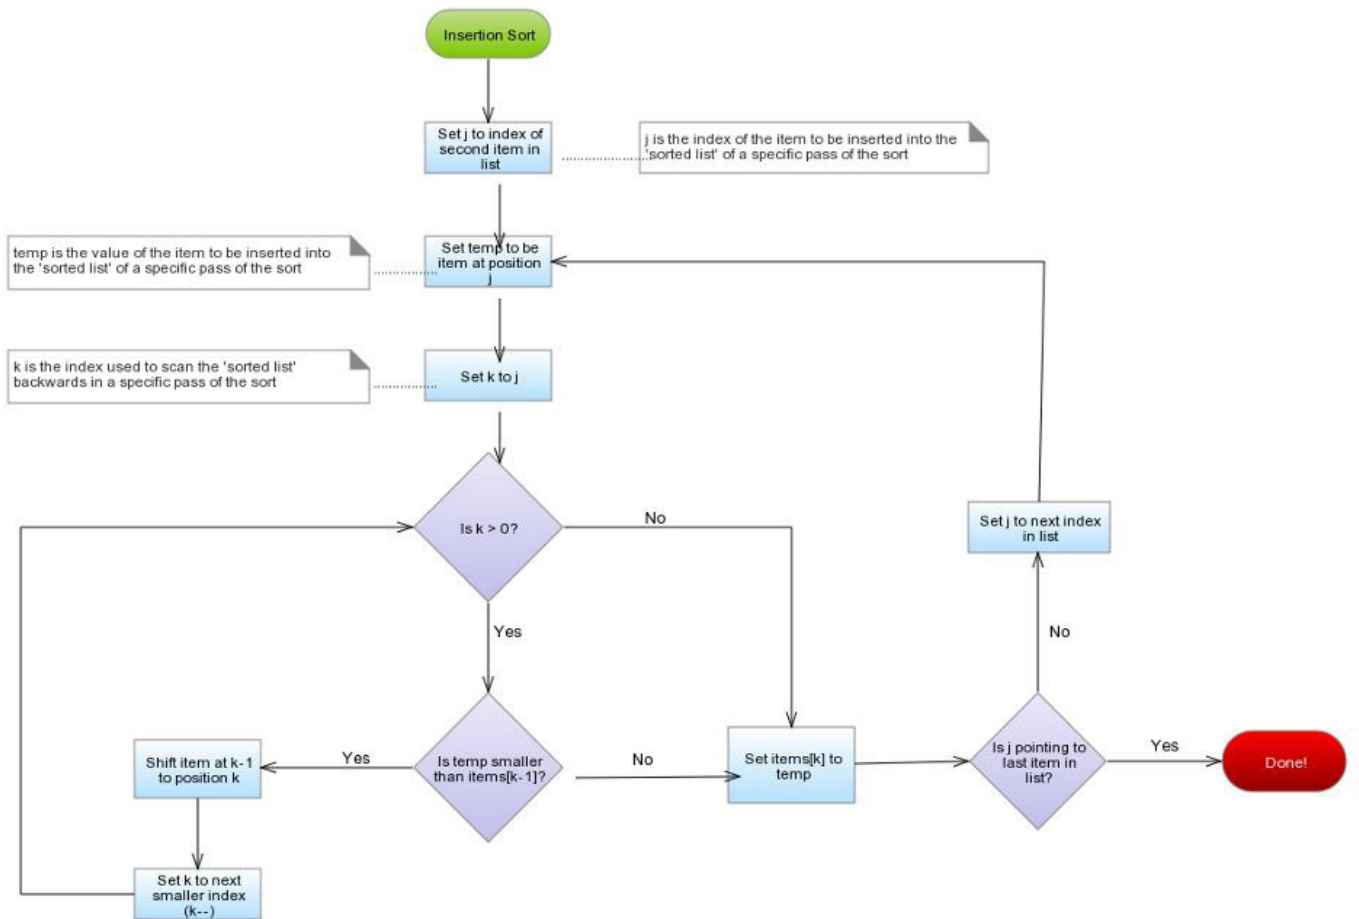 Insertion Sort
Set j to index of
second item in
list
j is the index of the item to be inserted into the
'sorted list' of a specific pass of the sort
temp is the value of the item to be inserted into
the 'sorted list' of a specific pass of the sort
Set temp to be
item at position
j
k is the index used to scan the 'sorted list'
backwards in a specific pass of the sort
Set k to j
Is k > 0?
No
Yes
Set j to next index
in list
No
Shift item at k-1
to position k
Yes
Is temp smaller
than items[k-1]?
No
Set items[k] to
temp
Is j pointing to
last item in
list?
Yes
Done!
Set k to next
smaller index
(k--)